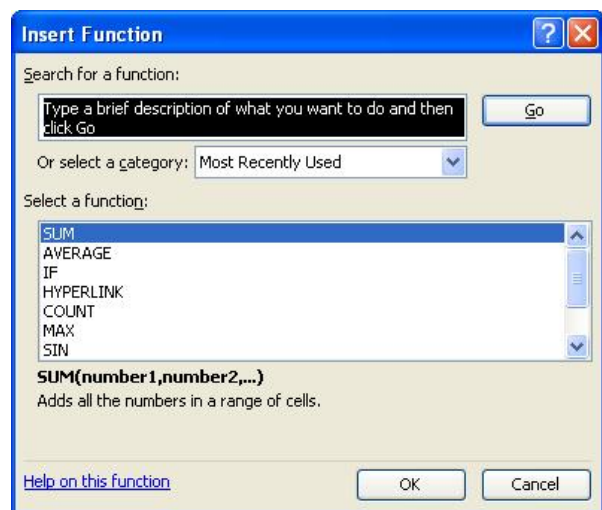 Insert Function
Search for a function:
Type a brief description of what you want to do and then
click Go
Go
Or select a category: Most Recently Used
Select a function:
SUM
AVERAGE
IF
HYPERLINK
COUNT
MAX
SIN
SUM(number1,number2,...)
Adds all the numbers in a range of cells.
Help on this function
OK
Cancel